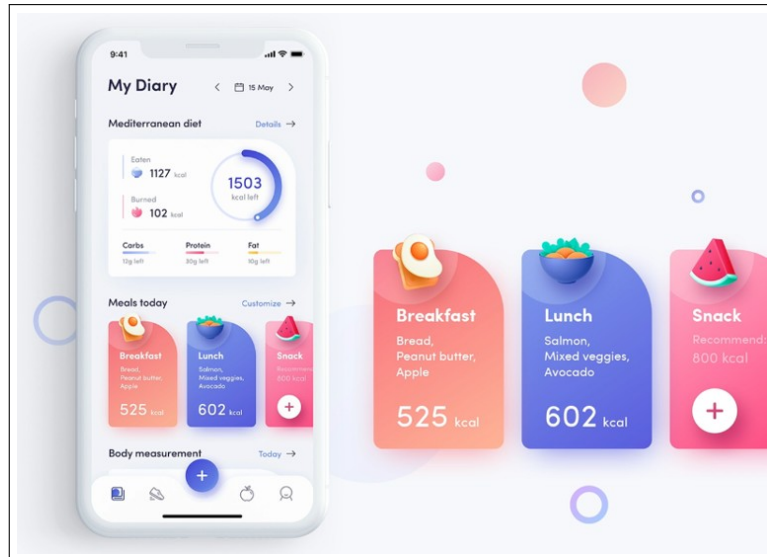 9:41
My Diary
15 May
Mediterranean diet
Details →
Eaten
1127 kcal
Burned
102 kcal
1503
kcal left
Carbs
12g left
Protein
30g left
Fat
10g left
Meals today
Customize →
Breakfast
Bread,
Peanut butter,
Apple
525 kcal
Lunch
Salmon,
Mixed veggies,
Avocado
602 kcal
Snack
Recommend:
800 kcal
+
Body measurement
Today →
+
Breakfast
Bread,
Peanut butter,
Apple
525 kcal
Lunch
Salmon,
Mixed veggies,
Avocado
602 kcal
Snack
Recommend:
800 kcal
+